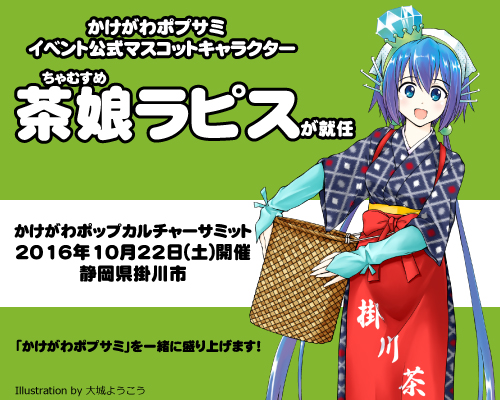 かけがわポプサミ
イベント公式マスコットキャラクター
ちゃむすめ
茶娘ラピスが就任
かけがわポップカルチャーサミット
2016年10月22日(土)開催
静岡県掛川市
「かけがわポプサミ」を一緒に盛り上げます!
掛川茶
Illustration by 大城ようこう